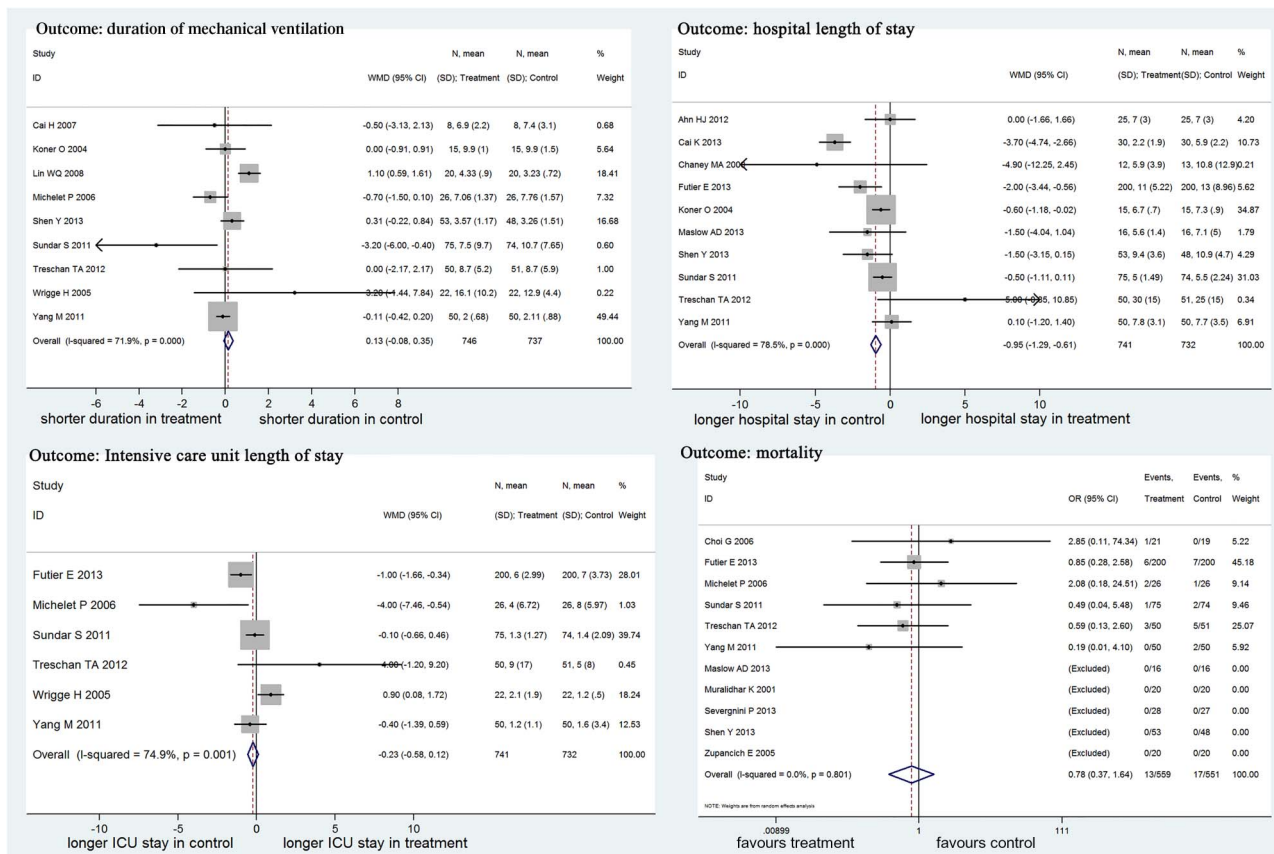 Outcome: duration of mechanical ventilation
Study N, mean N, mean %
ID WMD (95% CI) (SD); Treatment (SD); Control Weight
Cai H 2007 -0.50 (-3.13, 2.13) 8, 6.9 (2.2) 8, 7.4 (3.1) 0.68
Koner O 2004 0.00 (-0.91, 0.91) 15, 9.9 (1) 15, 9.9 (1.5) 5.64
Lin WQ 2008 1.10 (0.59, 1.61) 20, 4.33 (.9) 20, 3.23 (.72) 18.41
Michelet P 2006 -0.70 (-1.50, 0.10) 26, 7.06 (1.37) 26, 7.76 (1.57) 7.32
Shen Y 2013 0.31 (-0.22, 0.84) 53, 3.57 (1.17) 48, 3.26 (1.51) 16.68
Sundar S 2011 -3.20 (-6.00, -0.40) 75, 7.5 (9.7) 74, 10.7 (7.65) 0.60
Treschan TA 2012 0.00 (-2.17, 2.17) 50, 8.7 (5.2) 51, 8.7 (5.9) 1.00
Wrigge H 2005 3.20 (-1.44, 7.84) 22, 16.1 (10.2) 22, 12.9 (4.4) 0.22
Yang M 2011 -0.11 (-0.42, 0.20) 50, 2 (.68) 50, 2.11 (.88) 49.44
Overall (I-squared = 71.9%, p = 0.000) 0.13 (-0.08, 0.35) 746 737 100.00
-6 -4 -2 0 2 4 6 8
shorter duration in treatment shorter duration in control
Outcome: hospital length of stay
Study N, mean N, mean %
ID WMD (95% CI) (SD); Treatment (SD); Control Weight
Ahn HJ 2012 0.00 (-1.66, 1.66) 25, 7 (3) 25, 7 (3) 4.20
Cai K 2013 -3.70 (-4.74, -2.66) 30, 2.2 (1.9) 30, 5.9 (2.2) 10.73
Chaney MA 200 -4.90 (-12.25, 2.45) 12, 5.9 (3.9) 13, 10.8 (12.9) 0.21
Futier E 2013 -2.00 (-3.44, -0.56) 200, 11 (5.22) 200, 13 (8.96) 5.62
Koner O 2004 -0.60 (-1.18, -0.02) 15, 6.7 (.7) 15, 7.3 (.9) 34.87
Maslow AD 2013 -1.50 (-4.04, 1.04) 16, 5.6 (1.4) 16, 7.1 (5) 1.79
Shen Y 2013 -1.50 (-3.15, 0.15) 53, 9.4 (3.6) 48, 10.9 (4.7) 4.29
Sundar S 2011 -0.50 (-1.11, 0.11) 75, 5 (1.49) 74, 5.5 (2.24) 31.03
Treschan TA 2012 5.00 (-0.85, 10.85) 50, 30 (15) 51, 25 (15) 0.34
Yang M 2011 0.10 (-1.20, 1.40) 50, 7.8 (3.1) 50, 7.7 (3.5) 6.91
Overall (I-squared = 78.5%, p = 0.000) -0.95 (-1.29, -0.61) 741 732 100.00
-10 -5 0 5 10
longer hospital stay in control longer hospital stay in treatment
Outcome: Intensive care unit length of stay
Study N, mean N, mean %
ID WMD (95% CI) (SD); Treatment (SD); Control Weight
Futier E 2013 -1.00 (-1.66, -0.34) 200, 6 (2.99) 200, 7 (3.73) 28.01
Michelet P 2006 -4.00 (-7.46, -0.54) 26, 4 (6.72) 26, 8 (5.97) 1.03
Sundar S 2011 -0.10 (-0.66, 0.46) 75, 1.3 (1.27) 74, 1.4 (2.09) 39.74
Treschan TA 2012 4.00 (-1.20, 9.20) 50, 9 (17) 51, 5 (8) 0.45
Wrigge H 2005 0.90 (0.08, 1.72) 22, 2.1 (1.9) 22, 1.2 (.5) 18.24
Yang M 2011 -0.40 (-1.39, 0.59) 50, 1.2 (1.1) 50, 1.6 (3.4) 12.53
Overall (I-squared = 74.9%, p = 0.001) -0.23 (-0.58, 0.12) 741 732 100.00
-10 -5 0 5 10
longer ICU stay in control longer ICU stay in treatment
Outcome: mortality
Study Events, Events, %
ID OR (95% CI) Treatment Control Weight
Choi G 2006 2.85 (0.11, 74.34) 1/21 0/19 5.22
Futier E 2013 0.85 (0.28, 2.58) 6/200 7/200 45.18
Michelet P 2006 2.08 (0.18, 24.51) 2/26 1/26 9.14
Sundar S 2011 0.49 (0.04, 5.48) 1/75 2/74 9.46
Treschan TA 2012 0.59 (0.13, 2.60) 3/50 5/51 25.07
Yang M 2011 0.19 (0.01, 4.10) 0/50 2/50 5.92
Maslow AD 2013 (Excluded) 0/16 0/16 0.00
Muralidhar K 2001 (Excluded) 0/20 0/20 0.00
Severgnini P 2013 (Excluded) 0/28 0/27 0.00
Shen Y 2013 (Excluded) 0/53 0/48 0.00
Zupancich E 2005 (Excluded) 0/20 0/20 0.00
Overall (I-squared = 0.0%, p = 0.801) 0.78 (0.37, 1.64) 13/559 17/551 100.00
NOTE: Weights are from random effects analysis
.00899 1 111
favours treatment favours control